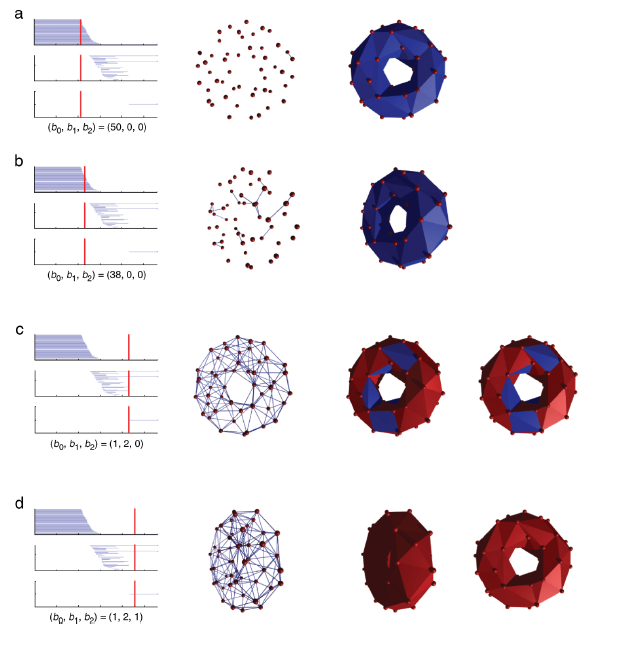 a
(b0, b1, b2) = (50, 0, 0)
b
(b0, b1, b2) = (38, 0, 0)
c
(b0, b1, b2) = (1, 2, 0)
d
(b0, b1, b2) = (1, 2, 1)